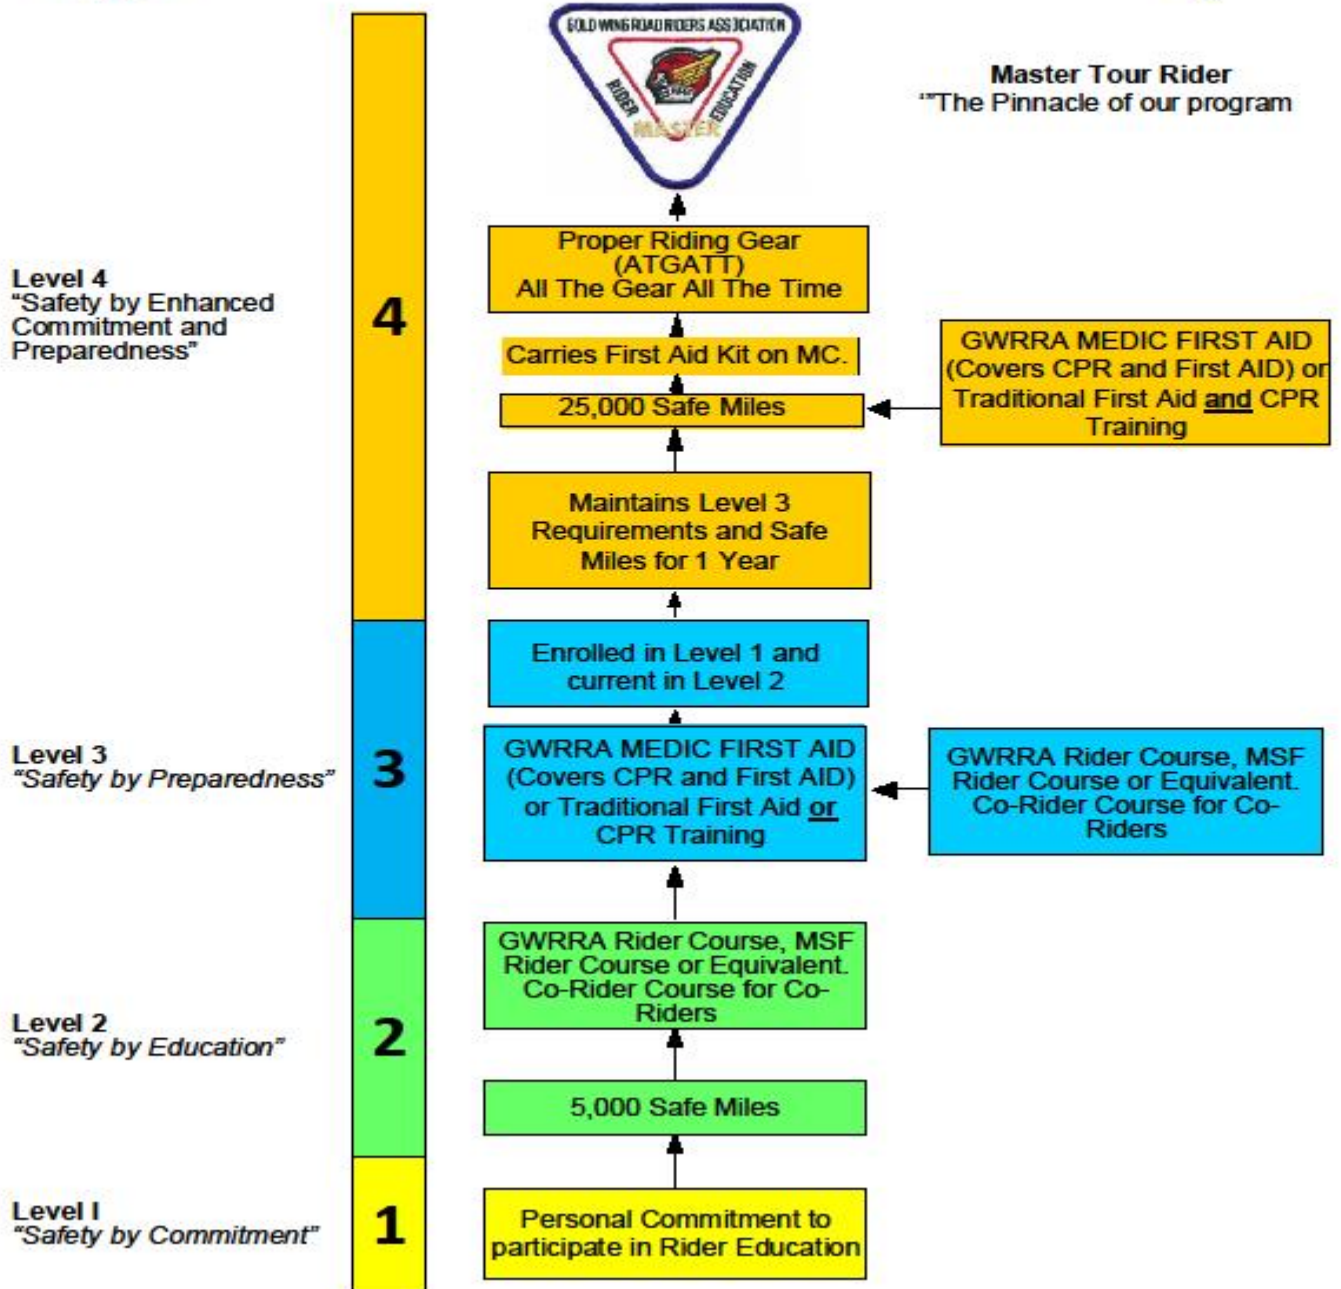 GOLD WING ROAD RIDERS ASSOCIATION
RIDER
EDUCATION
MASTER
Master Tour Rider
‘”The Pinnacle of our program
Level 4
“Safety by Enhanced
Commitment and
Preparedness”
4
Proper Riding Gear
(ATGATT)
All The Gear All The Time
Carries First Aid Kit on MC.
25,000 Safe Miles
GWRRA MEDIC FIRST AID
(Covers CPR and First AID) or
Traditional First Aid and CPR
Training
Maintains Level 3
Requirements and Safe
Miles for 1 Year
Level 3
“Safety by Preparedness”
3
Enrolled in Level 1 and
current in Level 2
GWRRA MEDIC FIRST AID
(Covers CPR and First AID)
or Traditional First Aid or
CPR Training
GWRRA Rider Course, MSF
Rider Course or Equivalent.
Co-Rider Course for Co-
Riders
Level 2
“Safety by Education”
2
GWRRA Rider Course, MSF
Rider Course or Equivalent.
Co-Rider Course for Co-
Riders
5,000 Safe Miles
Level I
“Safety by Commitment”
1
Personal Commitment to
participate in Rider Education